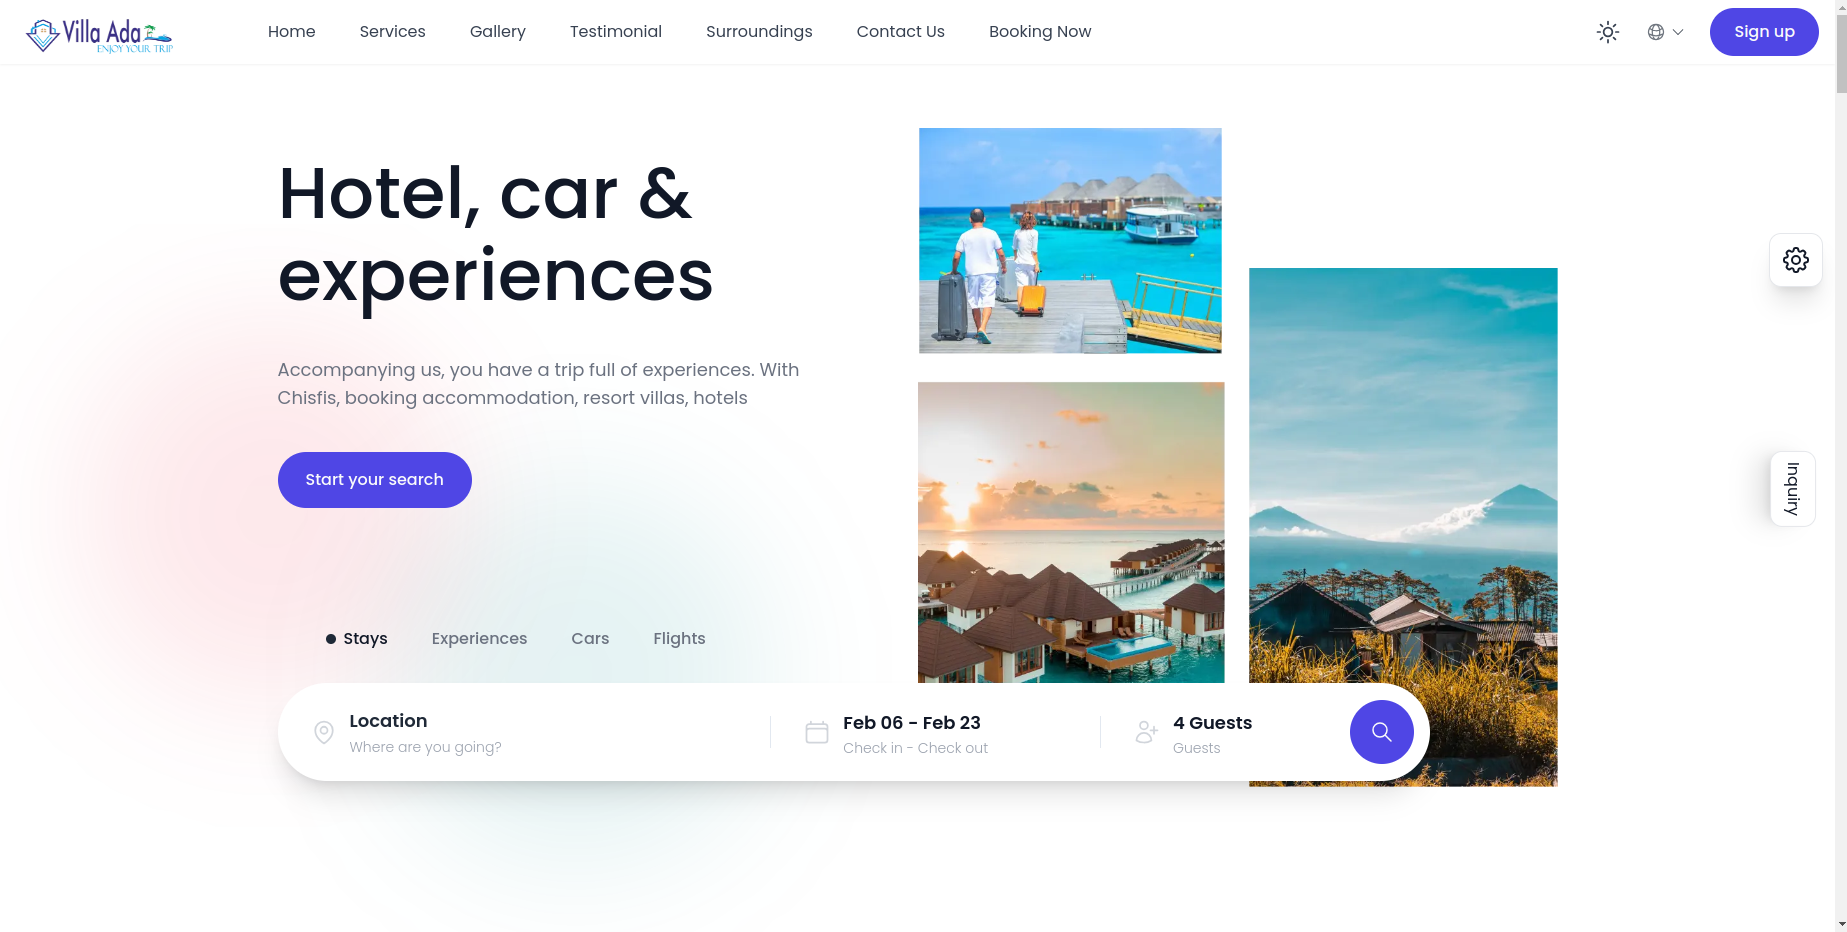 Villa Ada
ENJOY YOUR TRIP
Home
Services
Gallery
Testimonial
Surroundings
Contact Us
Booking Now
Sign up
Hotel, car &
experiences
Accompanying us, you have a trip full of experiences. With
Chisfis, booking accommodation, resort villas, hotels
Start your search
Inquiry
Stays
Experiences
Cars
Flights
Location
Where are you going?
Feb 06 - Feb 23
Check in - Check out
4 Guests
Guests